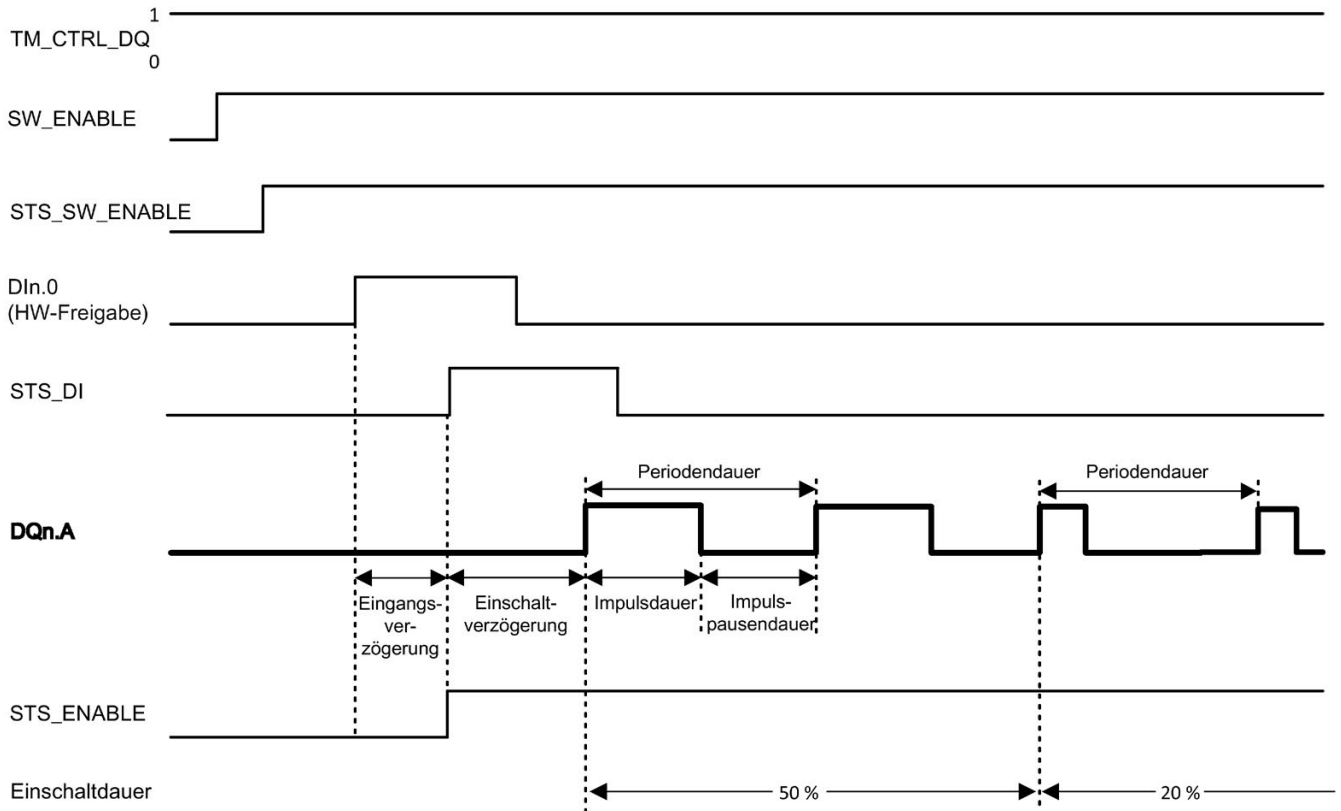 1
TM_CTRL_DQ
0
SW_ENABLE
STS_SW_ENABLE
DIn.0
(HW-Freigabe)
STS_DI
Periodendauer
Periodendauer
DQn.A
Eingangs-
ver-
zögerung
Einschalt-
verzögerung
Impulsdauer
Impuls-
pausendauer
STS_ENABLE
Einschaltdauer
50 %
20 %